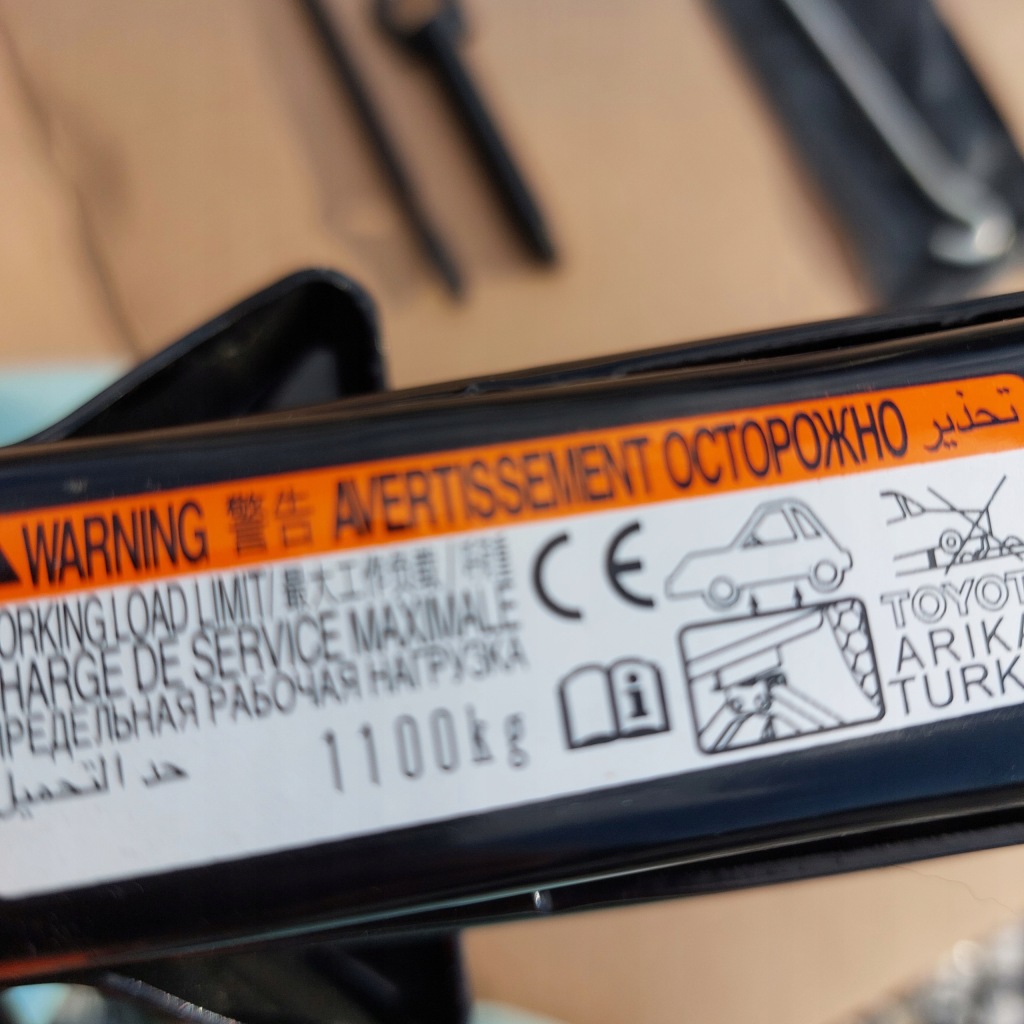 WARNING 警告 AVERTISSEMENT ОСТОРОЖНО تحذير
ORKING LOAD LIMIT/最大工作负载/
HARGE DE SERVICE MAXIMALE
ПРЕДЕЛЬНАЯ РАБОЧАЯ НАГРУЗКА
حد التحميل
1100kg
CE
i
TOYOT
ARIKA
TURK